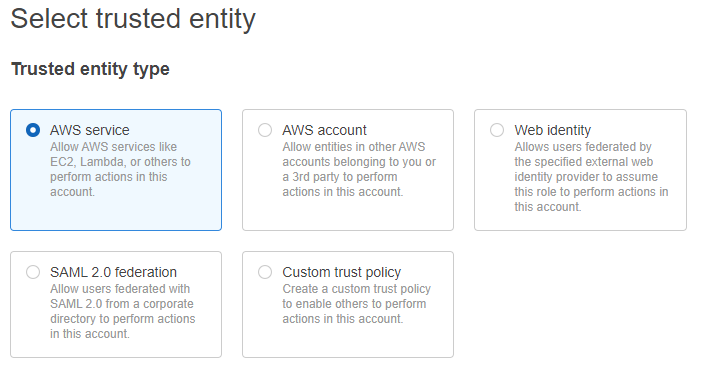 Select trusted entity
Trusted entity type
AWS service
Allow AWS services like
EC2, Lambda, or others to
perform actions in this
account.
AWS account
Allow entities in other AWS
accounts belonging to you or
a 3rd party to perform
actions in this account.
Web identity
Allows users federated by
the specified external web
identity provider to assume
this role to perform actions in
this account.
SAML 2.0 federation
Allow users federated with
SAML 2.0 from a corporate
directory to perform actions
in this account.
Custom trust policy
Create a custom trust policy
to enable others to perform
actions in this account.